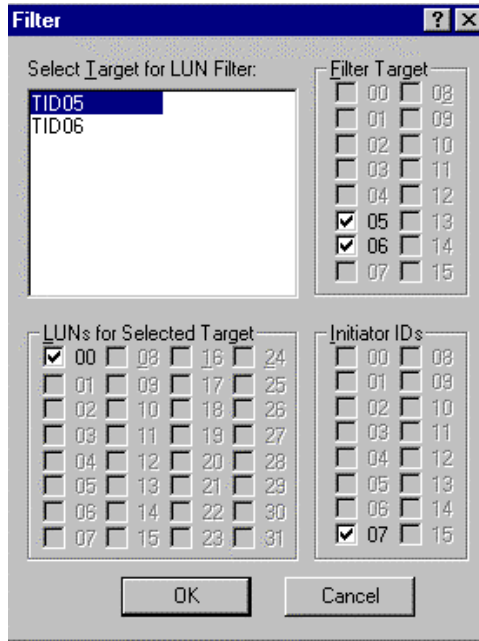 Filter
Select Target for LUN Filter:
TID05
TID06
Filter Target
00 08
01 09
02 10
03 11
04 12
05 13
06 14
07 15
LUNs for Selected Target
00 08 16 24
01 09 17 25
02 10 18 26
03 11 19 27
04 12 20 28
05 13 21 29
06 14 22 30
07 15 23 31
Initiator IDs
00 08
01 09
02 10
03 11
04 12
05 13
06 14
07 15
OK Cancel